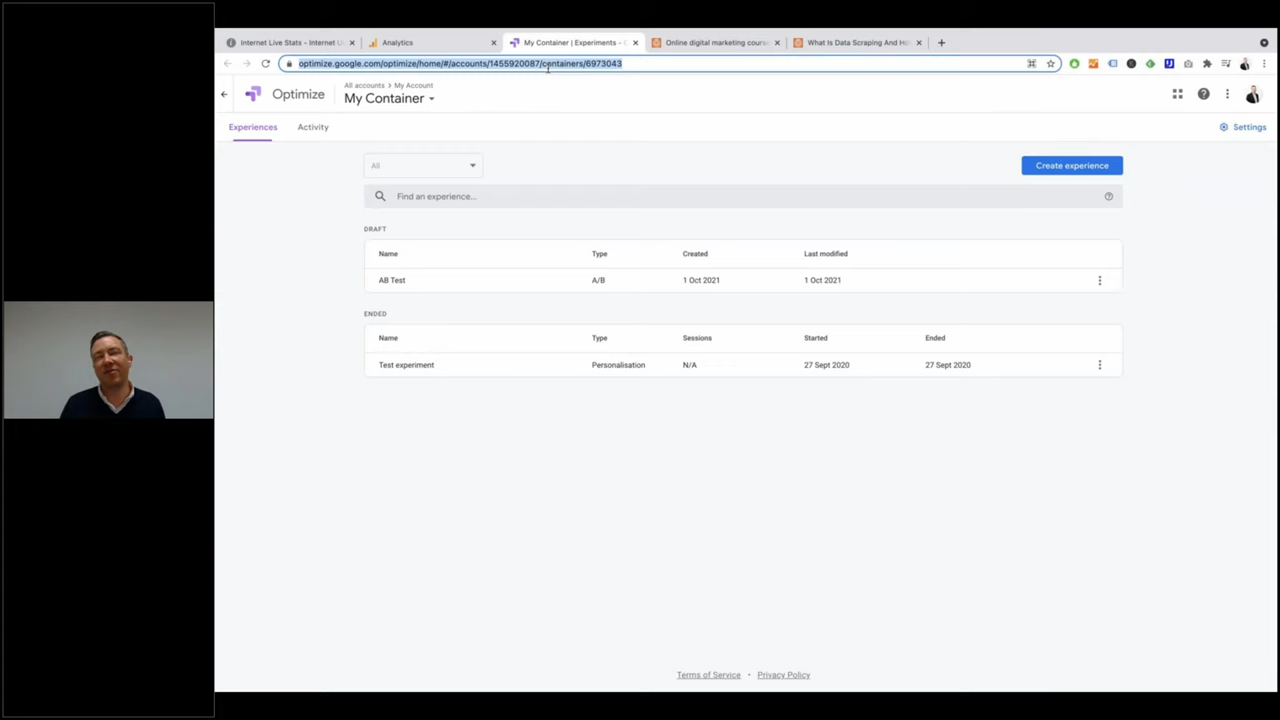 Internet Live Stats - Internet Li
Analytics
My Container | Experiments -
Online digital marketing cours
What Is Data Scraping And H
optimize.google.com/optimize/home/#/accounts/1455920087/containers/6973043
Optimize
All accounts > My Account
My Container
Experiences
Activity
Settings
All
Create experience
Find an experience...
DRAFT
Name Type Created Last modified
AB Test A/B 1 Oct 2021 1 Oct 2021
ENDED
Name Type Sessions Started Ended
Test experiment Personalisation N/A 27 Sept 2020 27 Sept 2020
Terms of Service • Privacy Policy